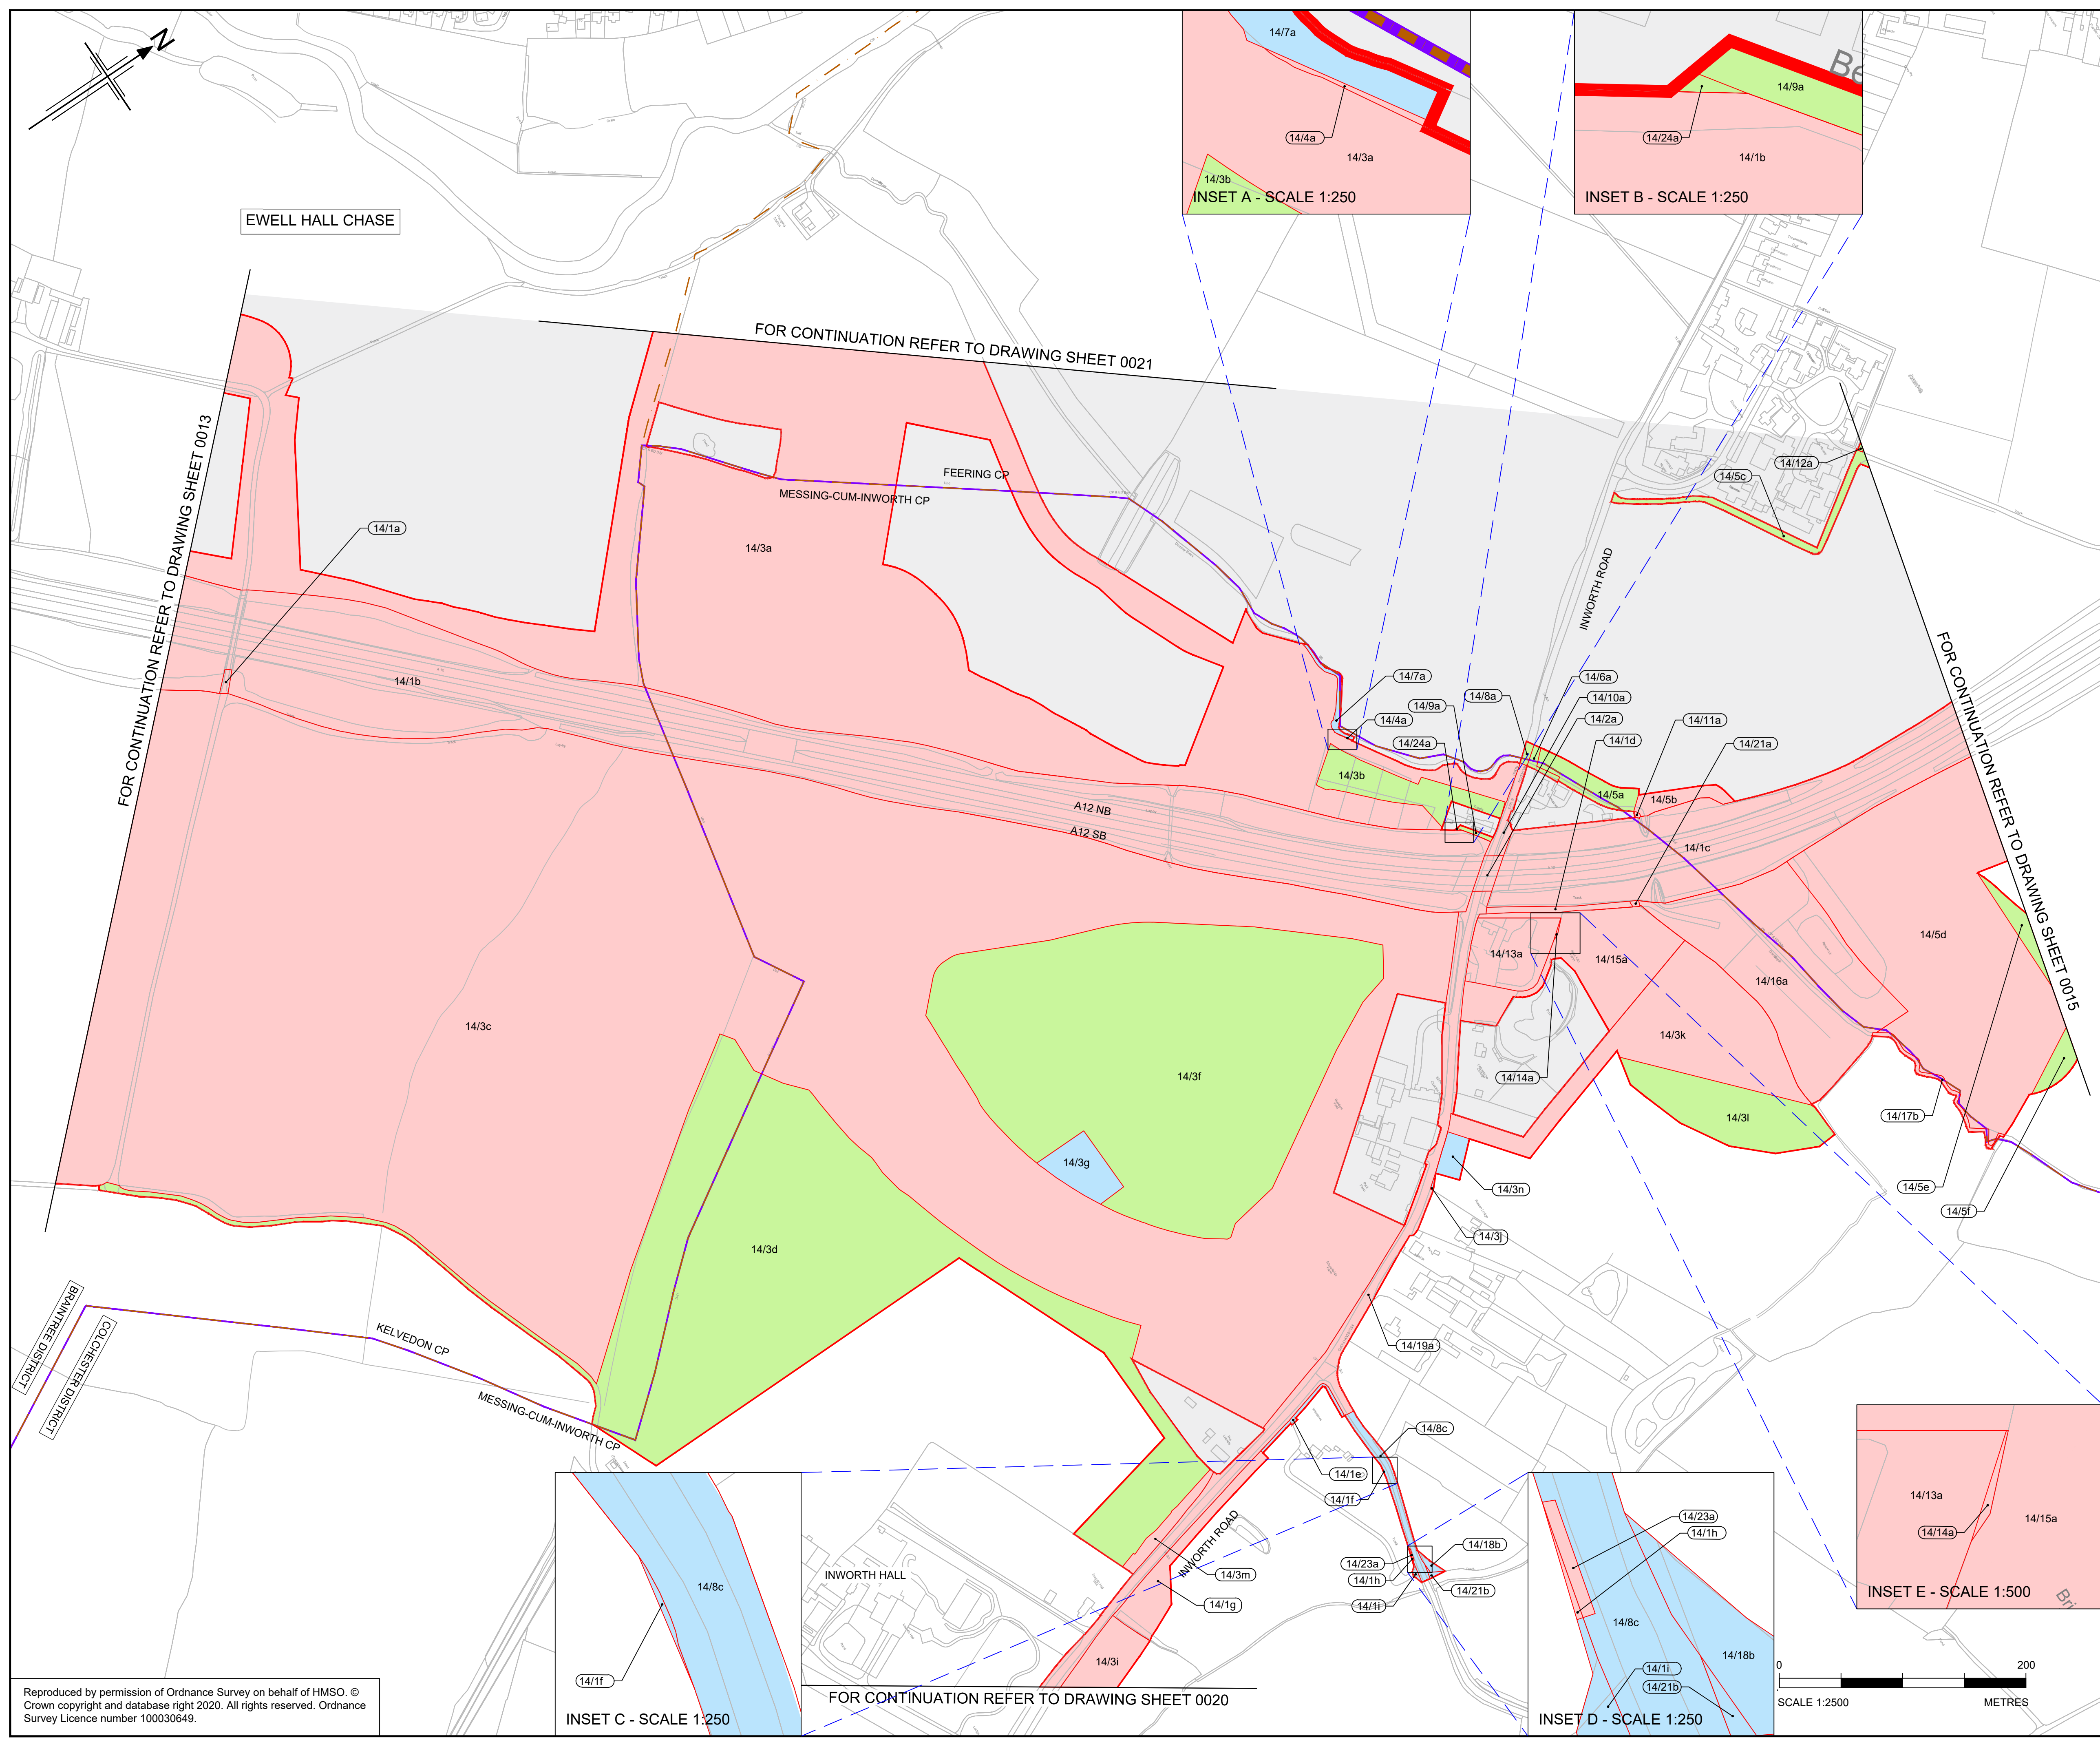 N
EWELL HALL CHASE
14/7a
14/4a
14/3a
14/3b
INSET A - SCALE 1:250
Be
14/9a
14/24a
14/1b
INSET B - SCALE 1:250
FOR CONTINUATION REFER TO DRAWING SHEET 0021
FOR CONTINUATION REFER TO DRAWING SHEET 0013
FOR CONTINUATION REFER TO DRAWING SHEET 0015
FEERING CP
MESSING-CUM-INWORTH CP
14/12a
14/5c
14/1a
14/3a
INWORTH ROAD
14/1b
14/7a
14/4a
14/9a
14/24a
14/8a
14/6a
14/10a
14/2a
14/1d
14/11a
14/21a
14/3b
14/5a
14/5b
A12 NB
A12 SB
14/1c
14/5d
14/13a
14/15a
14/16a
14/3c
14/3k
14/3f
14/14a
14/3l
14/17b
14/3g
14/3n
14/5e
14/5f
14/3j
14/3d
14/19a
BRAINTREE DISTRICT
COLCHESTER DISTRICT
KELVEDON CP
MESSING-CUM-INWORTH CP
14/8c
14/1e
14/1f
INWORTH ROAD
14/3m
14/1g
INWORTH HALL
14/23a
14/1h
14/1i
14/18b
14/21b
14/3i
14/8c
14/1f
INSET C - SCALE 1:250
14/23a
14/1h
14/8c
14/18b
14/1i
14/21b
INSET D - SCALE 1:250
14/13a
14/14a
14/15a
INSET E - SCALE 1:500
Bri
0
200
SCALE 1:2500
METRES
FOR CONTINUATION REFER TO DRAWING SHEET 0020
Reproduced by permission of Ordnance Survey on behalf of HMSO. ©
Crown copyright and database right 2020. All rights reserved. Ordnance
Survey Licence number 100030649.